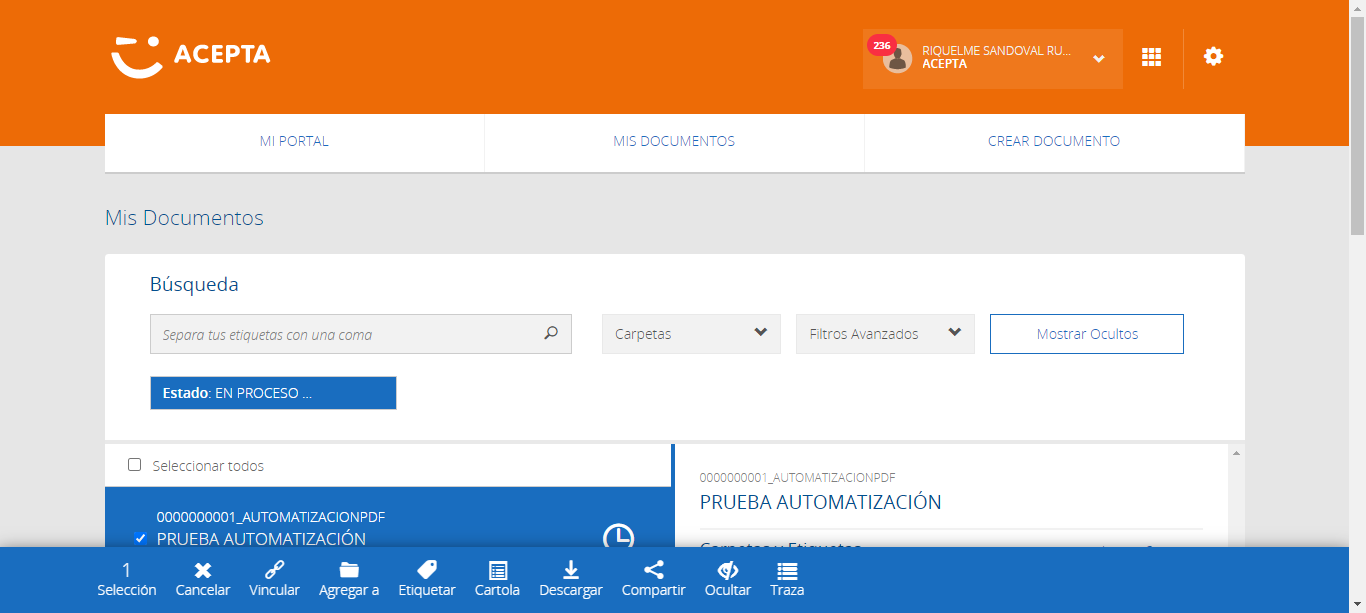 ACEPTA
236
RIQUELME SANDOVAL RU...
ACEPTA
MI PORTAL
MIS DOCUMENTOS
CREAR DOCUMENTO
Mis Documentos
Búsqueda
Separa tus etiquetas con una coma
Carpetas
Filtros Avanzados
Mostrar Ocultos
Estado: EN PROCESO ...
Seleccionar todos
0000000001_AUTOMATIZACIONPDF
PRUEBA AUTOMATIZACIÓN
0000000001_AUTOMATIZACIONPDF
PRUEBA AUTOMATIZACIÓN
Carpetas y Etiquetas
1
Selección
Cancelar
Vincular
Agregar a
Etiquetar
Cartola
Descargar
Compartir
Ocultar
Traza